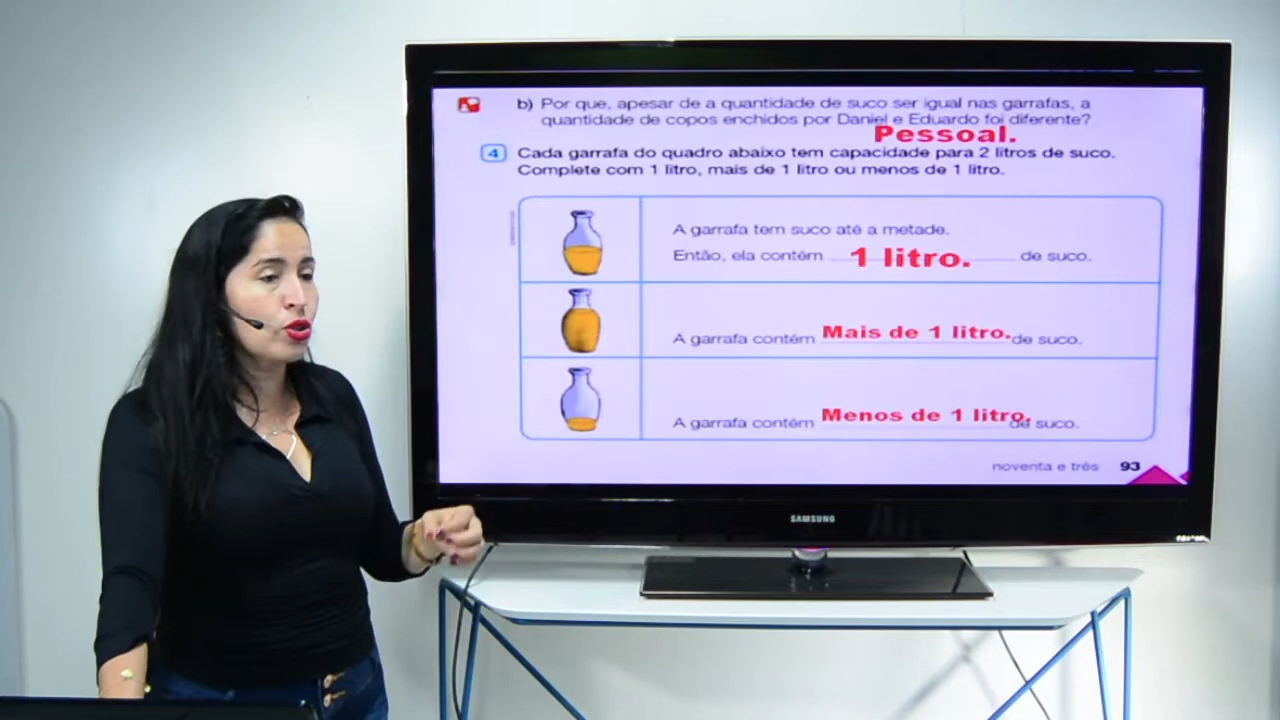 b) Por que, apesar de a quantidade de suco ser igual nas garrafas, a
quantidade de copos enchidos por Daniel e Eduardo foi diferente?
Pessoal.
4 Cada garrafa do quadro abaixo tem capacidade para 2 litros de suco.
Complete com 1 litro, mais de 1 litro ou menos de 1 litro.
A garrafa tem suco até a metade.
Então, ela contém 1 litro. de suco.
A garrafa contém Mais de 1 litro. de suco.
A garrafa contém Menos de 1 litro. de suco.
noventa e três 93
SAMSUNG